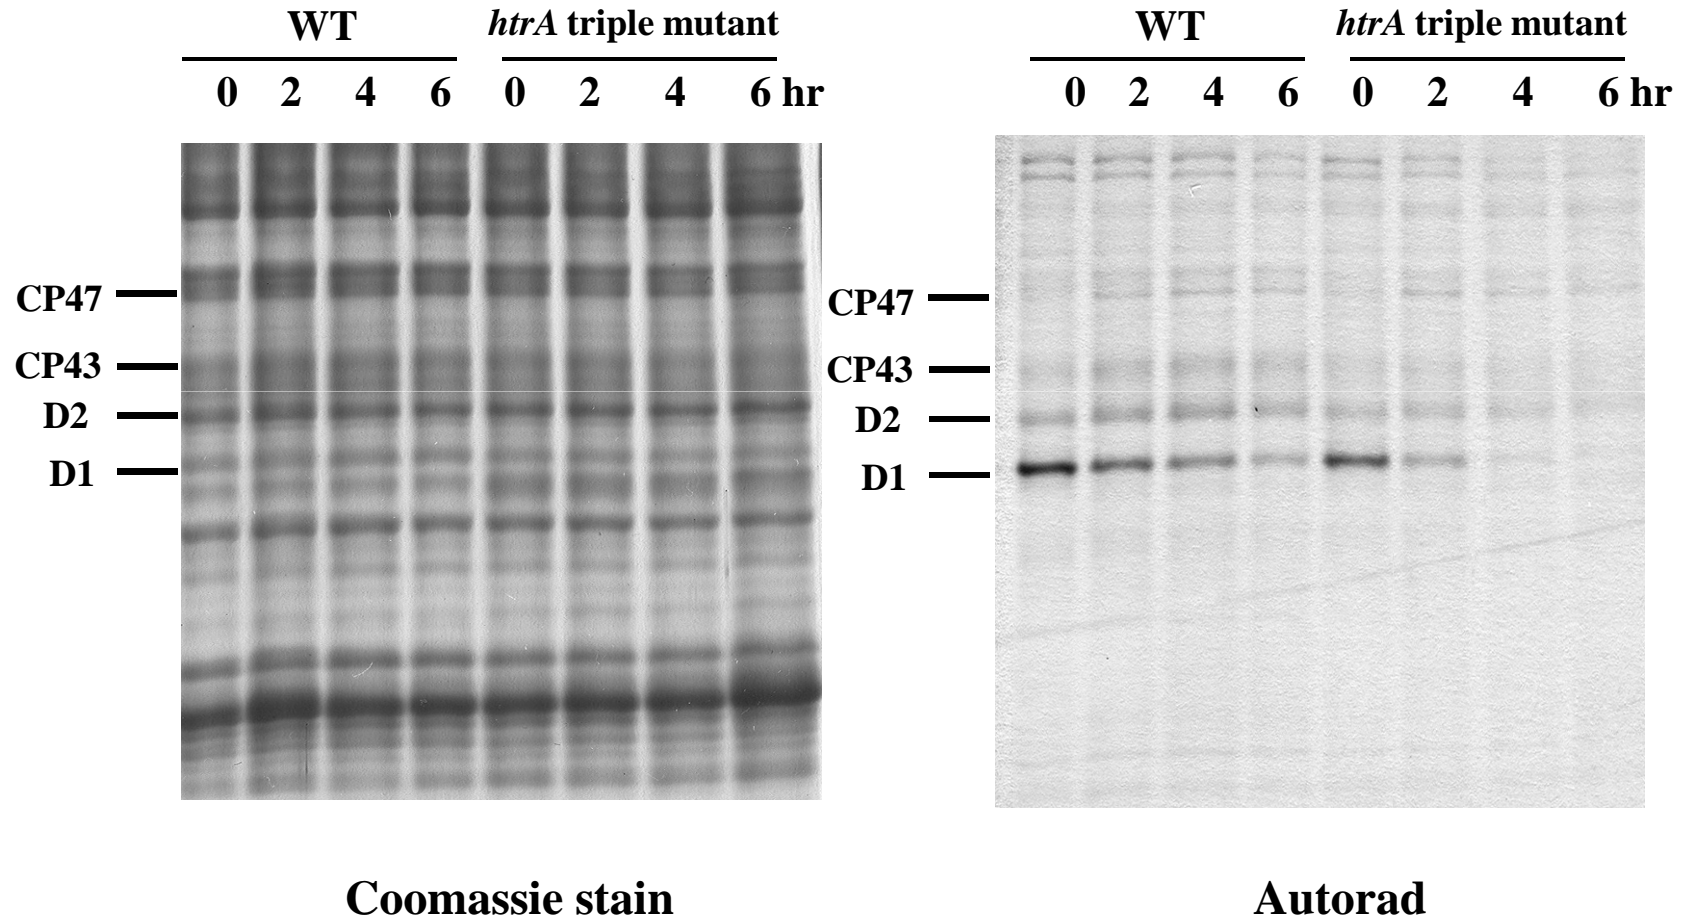 WT htrA triple mutant
0 2 4 6 0 2 4 6 hr
CP47
CP43
D2
D1
Coomassie stain
WT htrA triple mutant
0 2 4 6 0 2 4 6 hr
CP47
CP43
D2
D1
Autorad